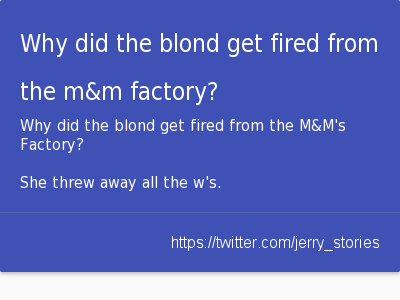 Why did the blond get fired from
the m&m factory?
Why did the blond get fired from the M&M's
Factory?
She threw away all the w's.
https://twitter.com/jerry_stories